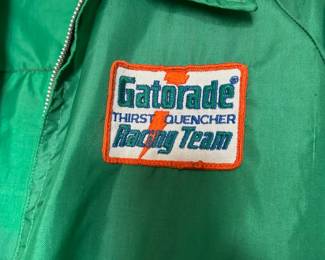 Gatorade®
THIRST QUENCHER
Racing Team